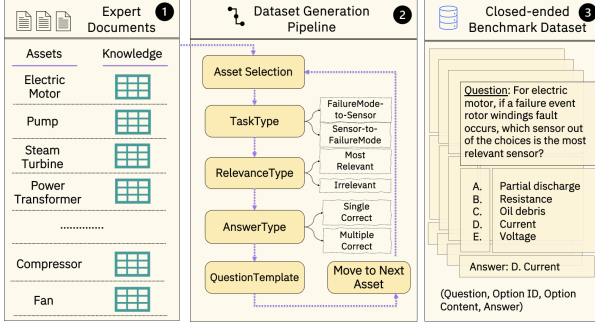 Expert
Documents
1
Assets Knowledge
Electric
Motor
Pump
Steam
Turbine
Power
Transformer
..............
Compressor
Fan
Dataset Generation
Pipeline
2
Asset Selection
TaskType
FailureMode-
to-Sensor
Sensor-to-
FailureMode
RelevanceType
Most
Relevant
Irrelevant
AnswerType
Single
Correct
Multiple
Correct
QuestionTemplate
Move to Next
Asset
Closed-ended
Benchmark Dataset
3
Question: For electric
motor, if a failure event
rotor windings fault
occurs, which sensor out
of the choices is the most
relevant sensor?
A. Partial discharge
B. Resistance
C. Oil debris
D. Current
E. Voltage
Answer: D. Current
(Question, Option ID, Option
Content, Answer)